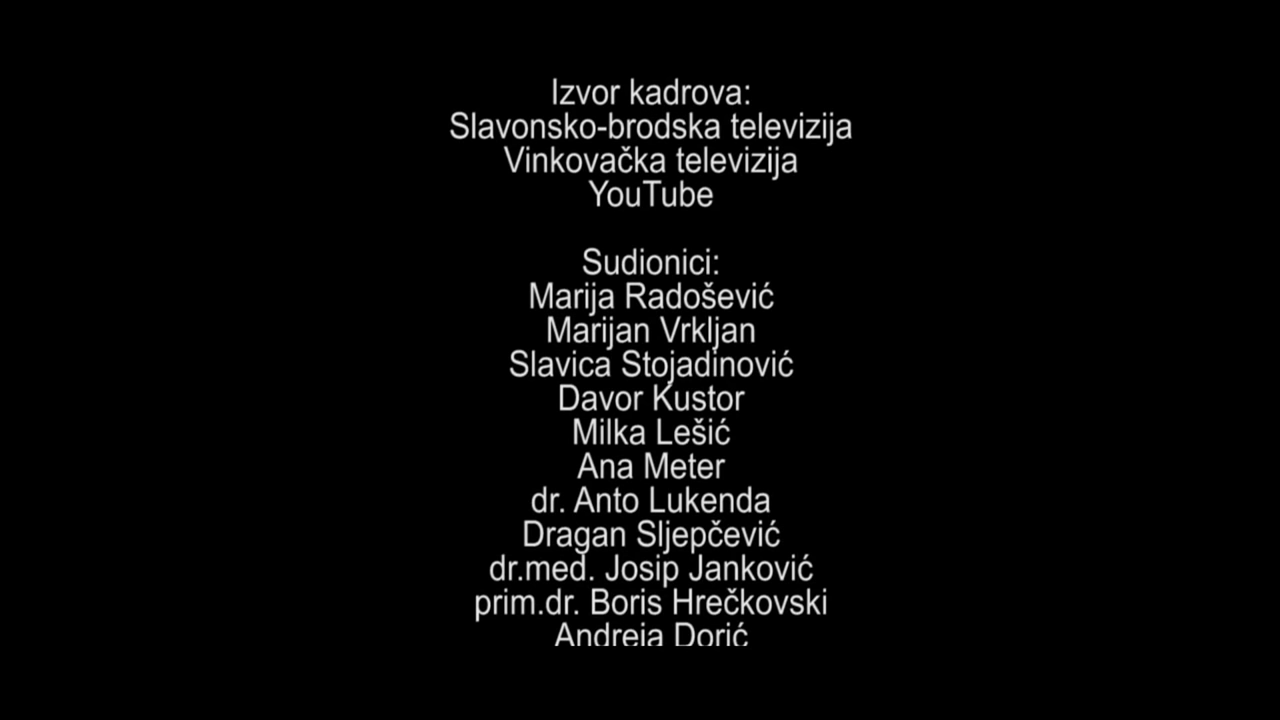 Izvor kadrova:
Slavonsko-brodska televizija
Vinkovačka televizija
YouTube
Sudionici:
Marija Radošević
Marijan Vrkljan
Slavica Stojadinović
Davor Kustor
Milka Lešić
Ana Meter
dr. Anto Lukenda
Dragan Sljepčević
dr.med. Josip Janković
prim.dr. Boris Hrečkovski
Andreja Dorić